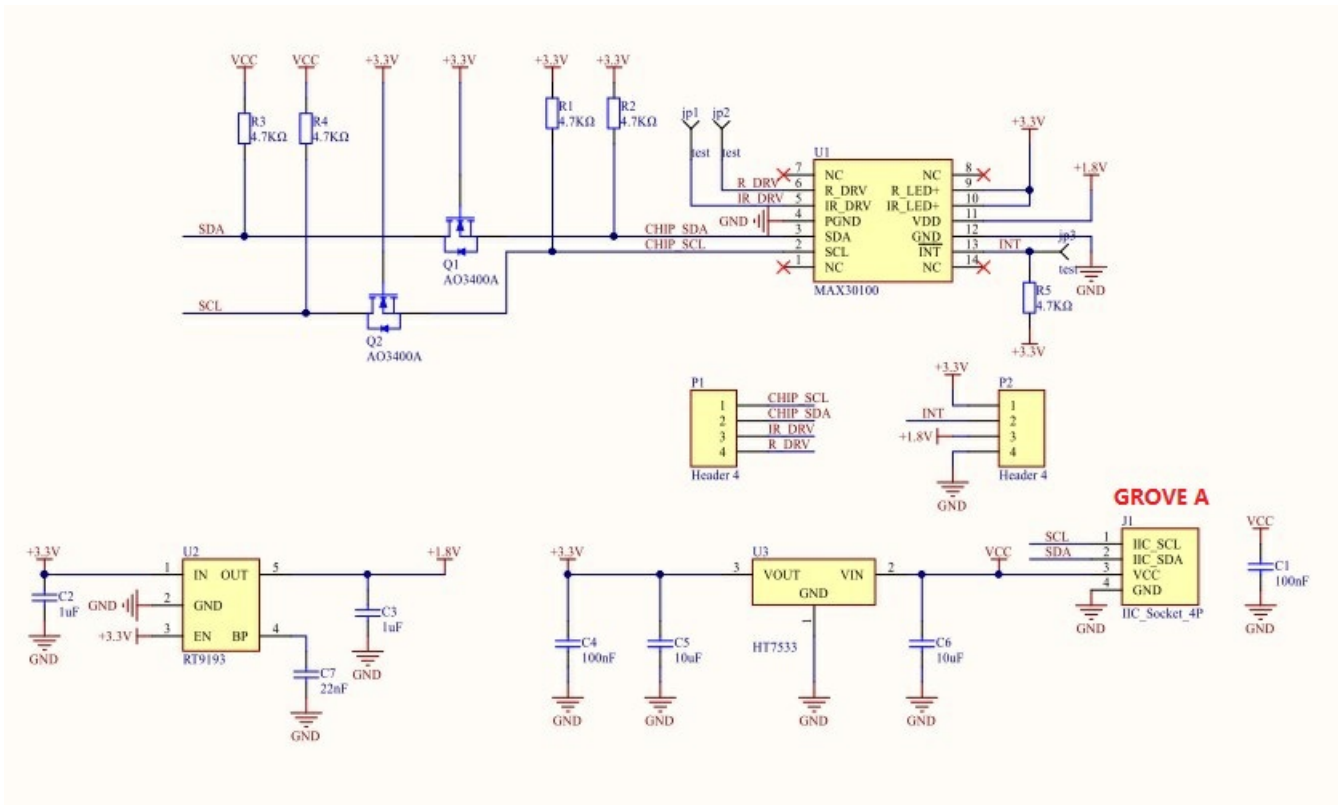 VCC VCC +3.3V +3.3V +3.3V +3.3V
R3
4.7KΩ
R4
4.7KΩ
R1
4.7KΩ
R2
4.7KΩ
jp1 jp2
test test
SDA
SCL
Q1
AO3400A
Q2
AO3400A
CHIP_SDA
CHIP_SCL
R_DRV
IR_DRV
GND
U1
7 NC NC 8
6 R_DRV R_LED+ 9
5 IR_DRV IR_LED+ 10
4 PGND VDD 11
3 SDA GND 12
2 SCL INT 13
1 NC NC 14
MAX30100
+3.3V
+1.8V
INT
jp3
test
GND
R5
4.7KΩ
+3.3V
P1
1 CHIP_SCL
2 CHIP_SDA
3 IR_DRV
4 R_DRV
Header 4
+3.3V
P2
1
INT 2
+1.8V 3
4
Header 4
GND
+3.3V
U2
+1.8V
1 IN OUT 5
GND 2 GND
+3.3V 3 EN BP 4
RT9193
C2
1uF
GND
C3
1uF
GND
C7
22nF
GND
+3.3V
U3
VCC
3 VOUT VIN 2
GND
1
HT7533
C4
100nF
GND
C5
10uF
GND
GND
C6
10uF
GND
GROVE A
J1
SCL 1 IIC_SCL
SDA 2 IIC_SDA
3 VCC
4 GND
IIC_Socket_4P
GND
VCC
C1
100nF
GND